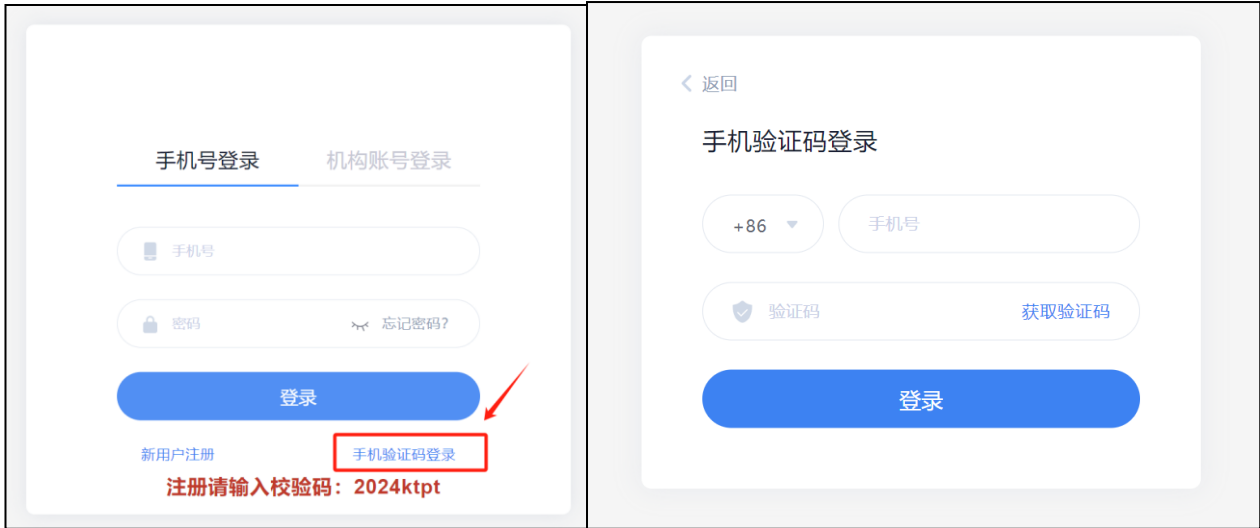 手机号登录 机构账号登录
手机号
密码 忘记密码?
登录
新用户注册 手机验证码登录
注册请输入校验码：2024ktpt
返回
手机验证码登录
+86 手机号
验证码 获取验证码
登录